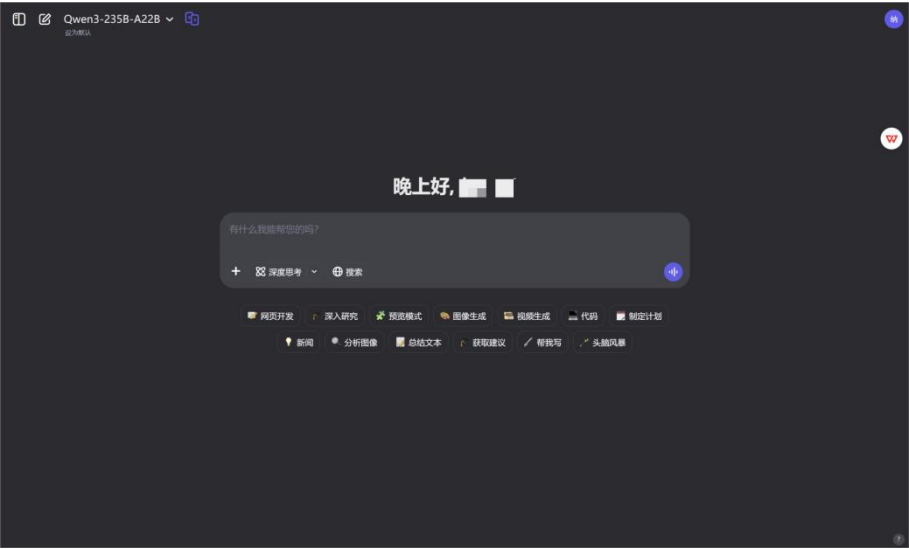 Qwen3-235B-A22B
设为默认
纳
W
晚上好,
有什么我能帮您的吗?
+ 深度思考 搜索
网页开发 深入研究 预览模式 图像生成 视频生成 代码 制定计划
新闻 分析图像 总结文本 获取建议 帮我写 头脑风暴
?